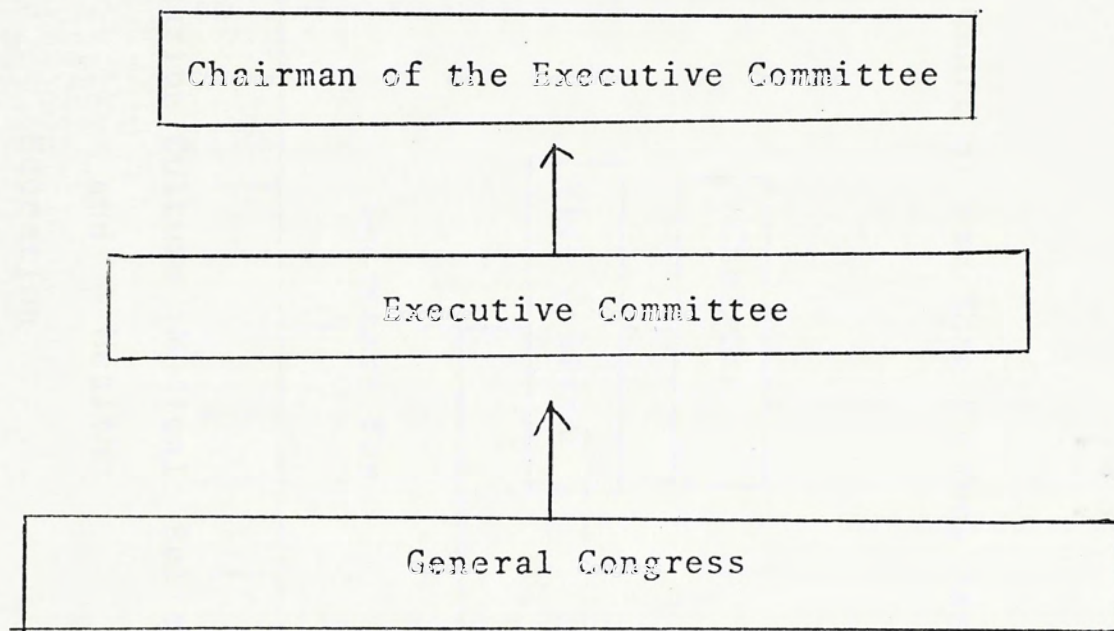 Chairman of the Executive Committee
Executive Committee
General Congress